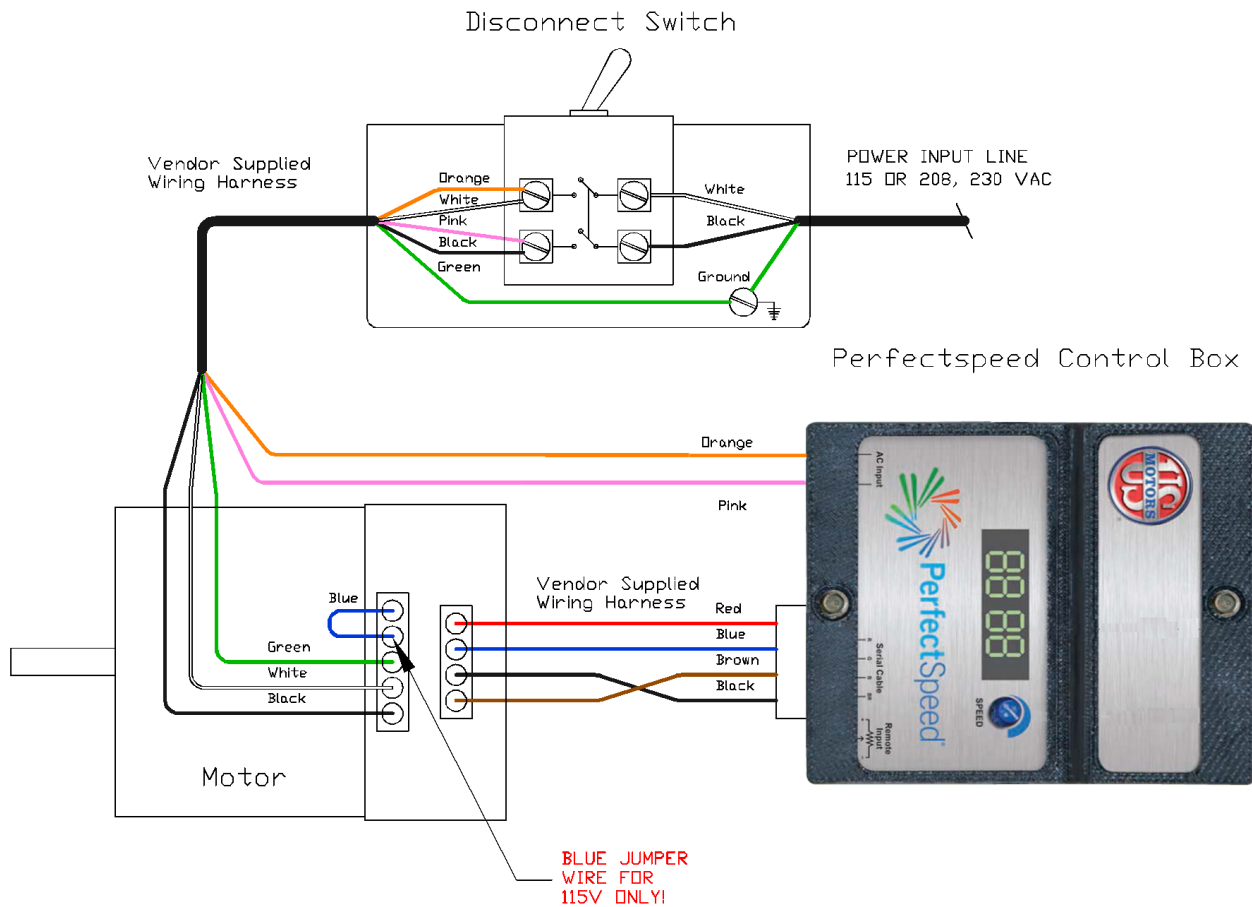 Disconnect Switch
Vendor Supplied
Wiring Harness
Orange
White
Pink
Black
Green
White
Black
Ground
POWER INPUT LINE
115 OR 208, 230 VAC
Perfectspeed Control Box
Orange
Pink
AC Input
PerfectSpeed®
88 88
SPEED
Serial Cable
Remote
Input
US
MOTORS
Vendor Supplied
Wiring Harness
Red
Blue
Brown
Black
Blue
Green
White
Black
Motor
BLUE JUMPER
WIRE FOR
115V ONLY!